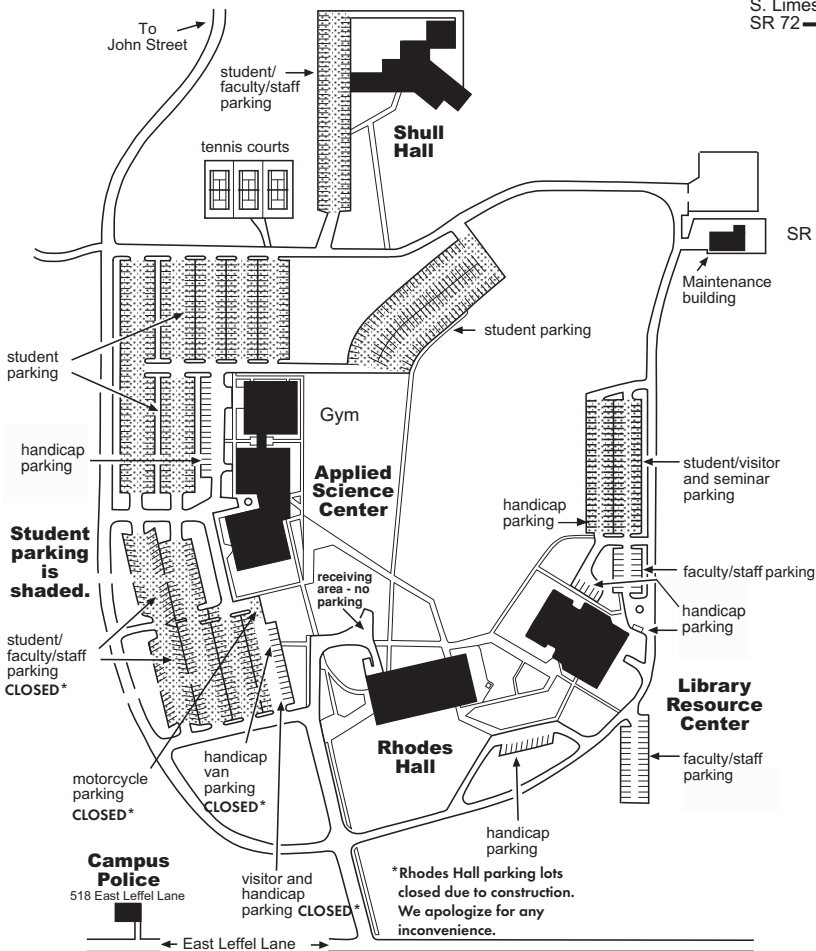 S. Limes
SR 72
To
John Street
student/
faculty/staff
parking
Shull
Hall
tennis courts
SR
Maintenance
building
student parking
student
parking
Gym
handicap
parking
Applied
Science
Center
student/visitor
and seminar
parking
handicap
parking
Student
parking
is
shaded.
receiving
area - no
parking
faculty/staff parking
handicap
parking
student/
faculty/staff
parking
CLOSED*
Library
Resource
Center
Rhodes
Hall
faculty/staff
parking
motorcycle
parking
CLOSED*
handicap
van
parking
CLOSED*
handicap
parking
Campus
Police
518 East Leffel Lane
visitor and
handicap
parking CLOSED*
*Rhodes Hall parking lots
closed due to construction.
We apologize for any
inconvenience.
East Leffel Lane